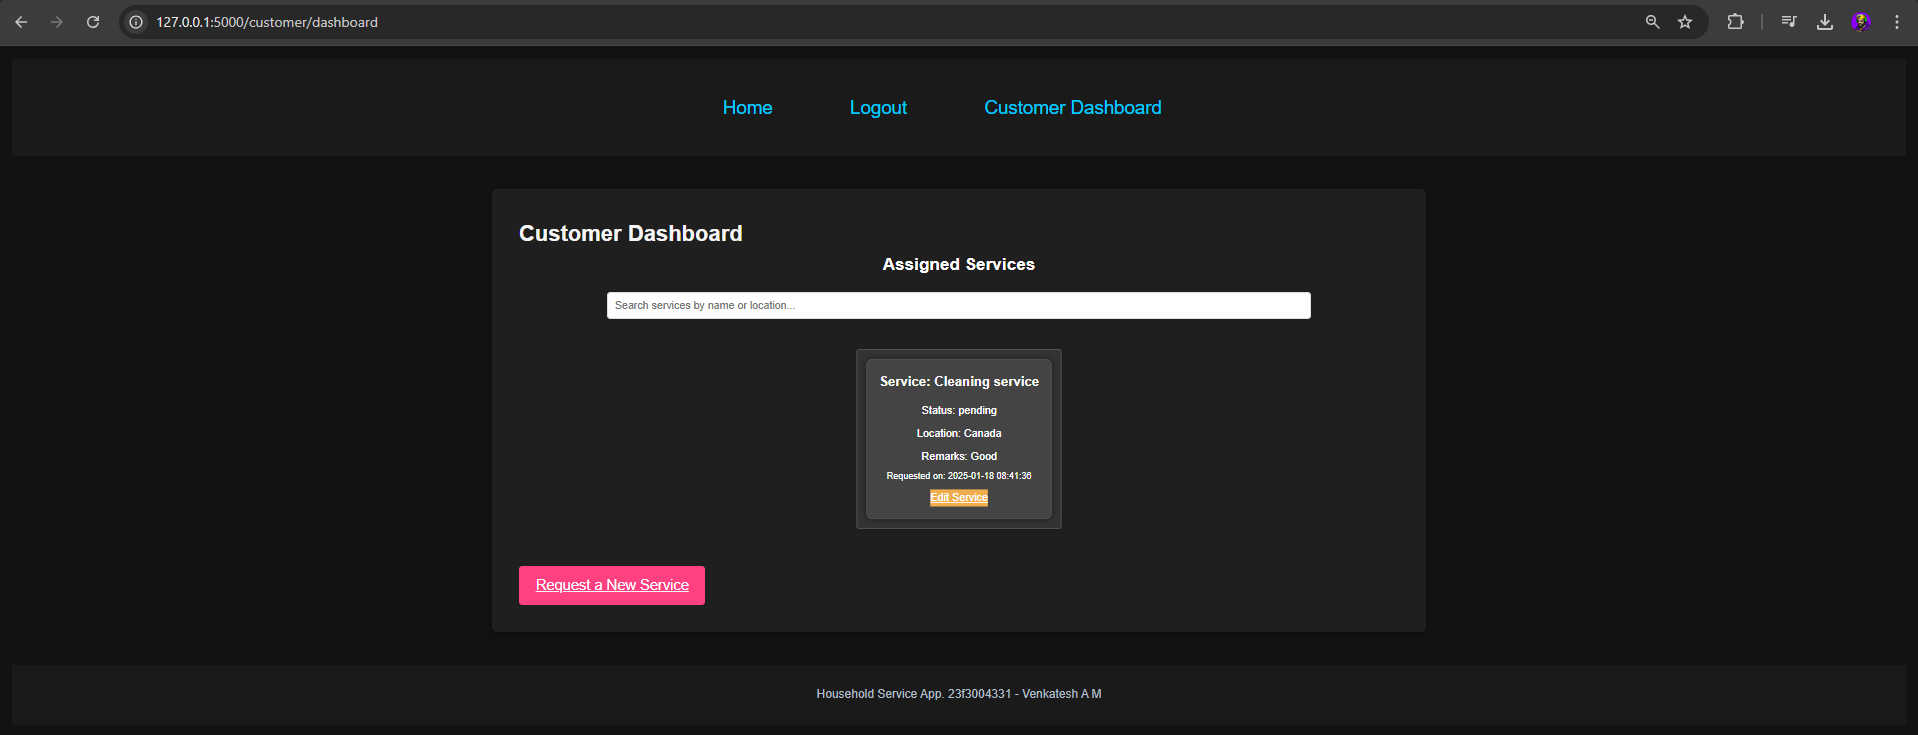 127.0.0.1:5000/customer/dashboard
Home Logout Customer Dashboard
Customer Dashboard
Assigned Services
Search services by name or location...
Service: Cleaning service
Status: pending
Location: Canada
Remarks: Good
Requested on: 2025-01-18 08:41:36
Edit Service
Request a New Service
Household Service App. 23f3004331 - Venkatesh A M